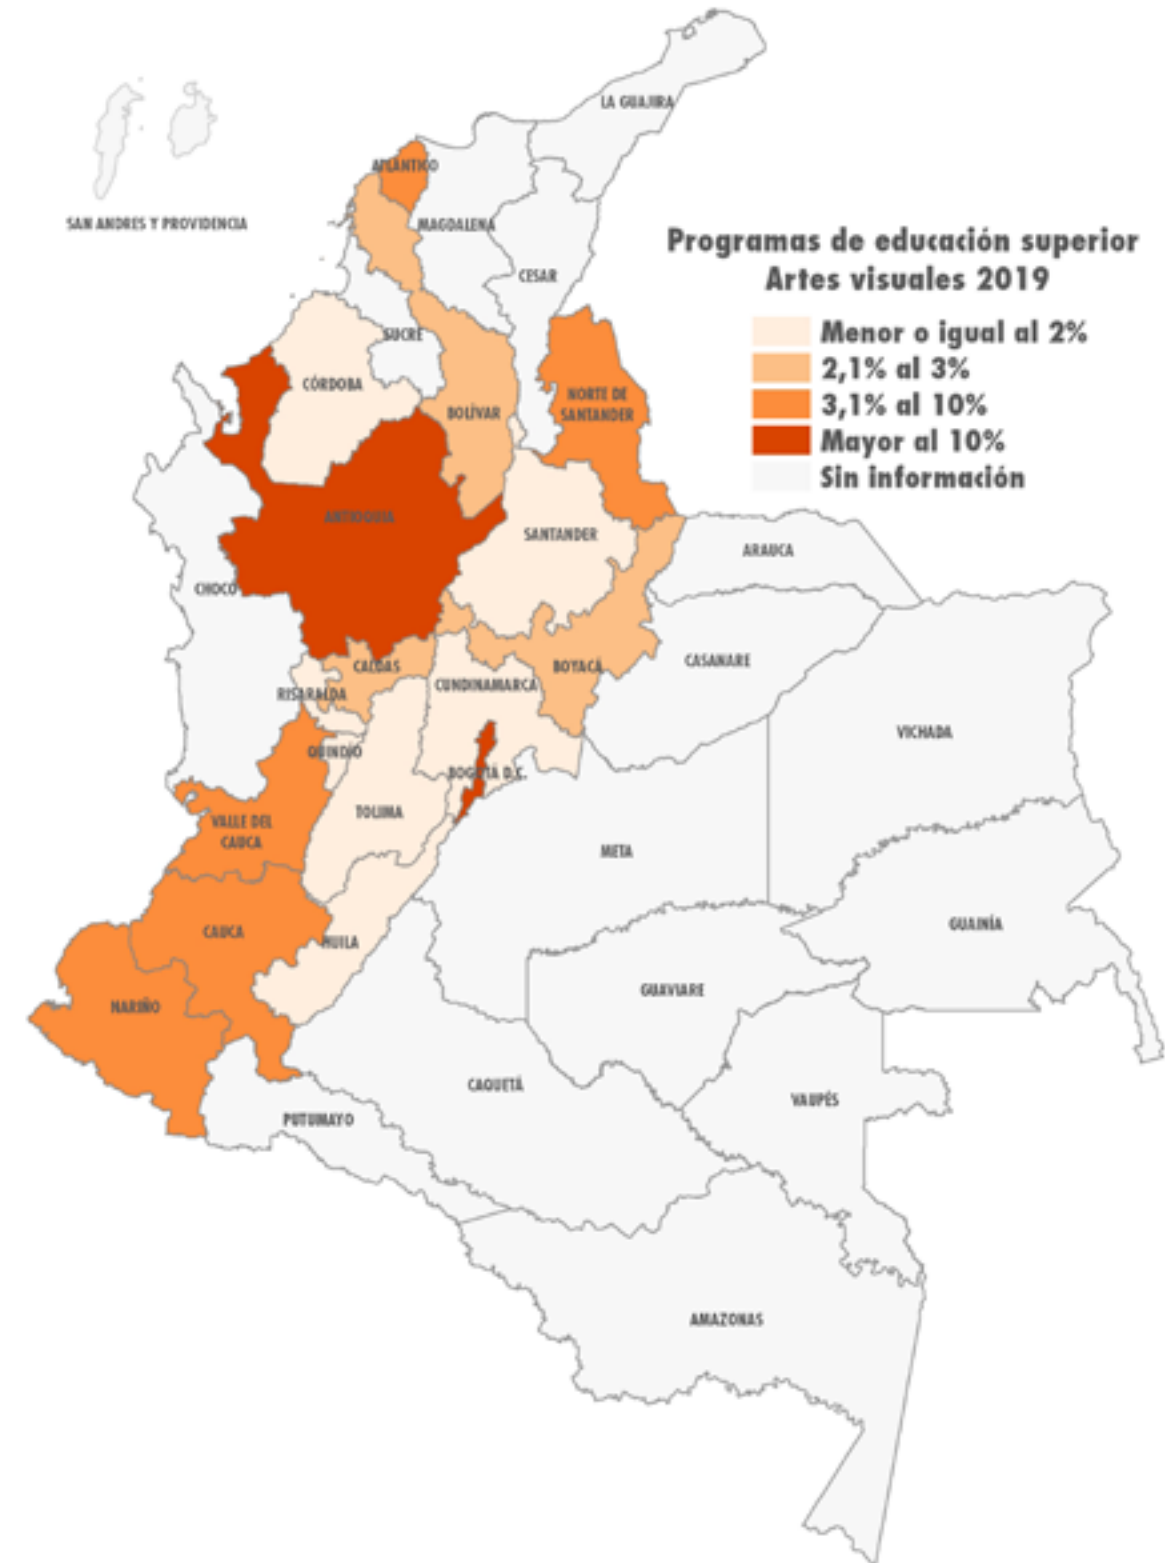 LA GUAJIRA
ATLÁNTICO
SAN ANDRES Y PROVIDENCIA
MAGDALENA
CESAR
Programas de educación superior
Artes visuales 2019
Menor o igual al 2%
2,1% al 3%
3,1% al 10%
Mayor al 10%
Sin información
SUCRE
CÓRDOBA
BOLÍVAR
NORTE DE
SANTANDER
ANTIOQUIA
SANTANDER
ARAUCA
CHOCÓ
CALDAS
BOYACÁ
CASANARE
RISARALDA
CUNDINAMARCA
VICHADA
QUINDÍO
BOGOTÁ D.C.
TOLIMA
VALLE DEL
CAUCA
META
CAUCA
HUILA
GUAINÍA
NARIÑO
GUAVIARE
CAQUETÁ
VAUPÉS
PUTUMAYO
AMAZONAS